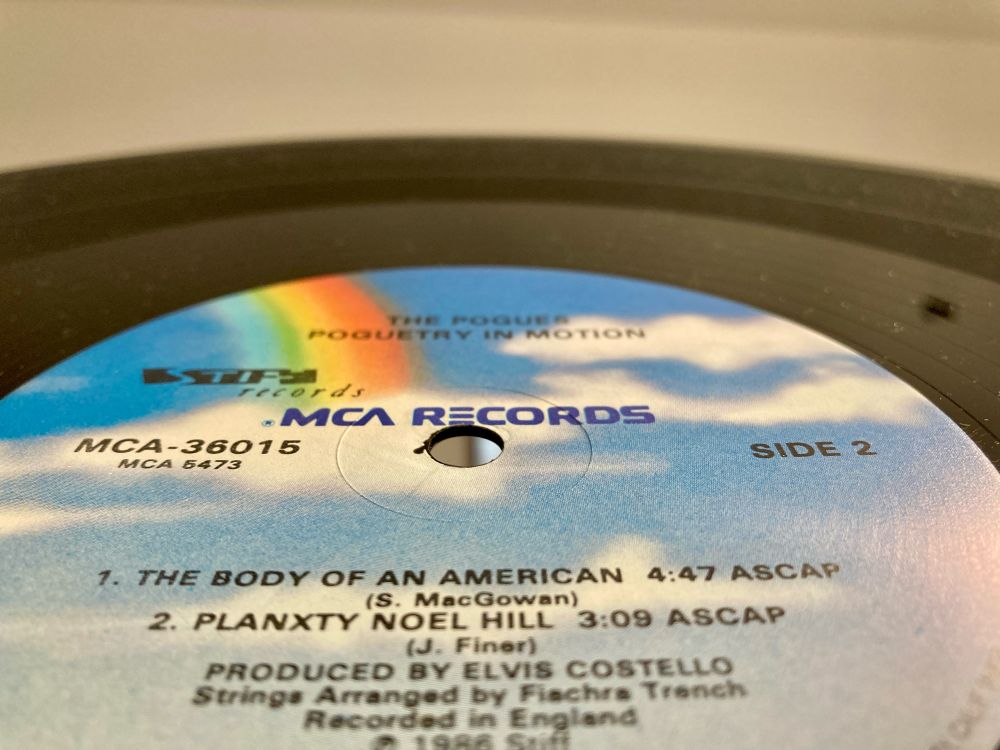 THE POGUES
POGUETRY IN MOTION
STIFF
records
® MCA RECORDS
MCA-36015
SIDE 2
MCA 5473
1. THE BODY OF AN AMERICAN 4:47 ASCAP
(S. MacGowan)
2. PLANXTY NOEL HILL 3:09 ASCAP
(J. Finer)
PRODUCED BY ELVIS COSTELLO
Strings Arranged by Fiachra Trench
Recorded in England
℗ 1986 Stiff